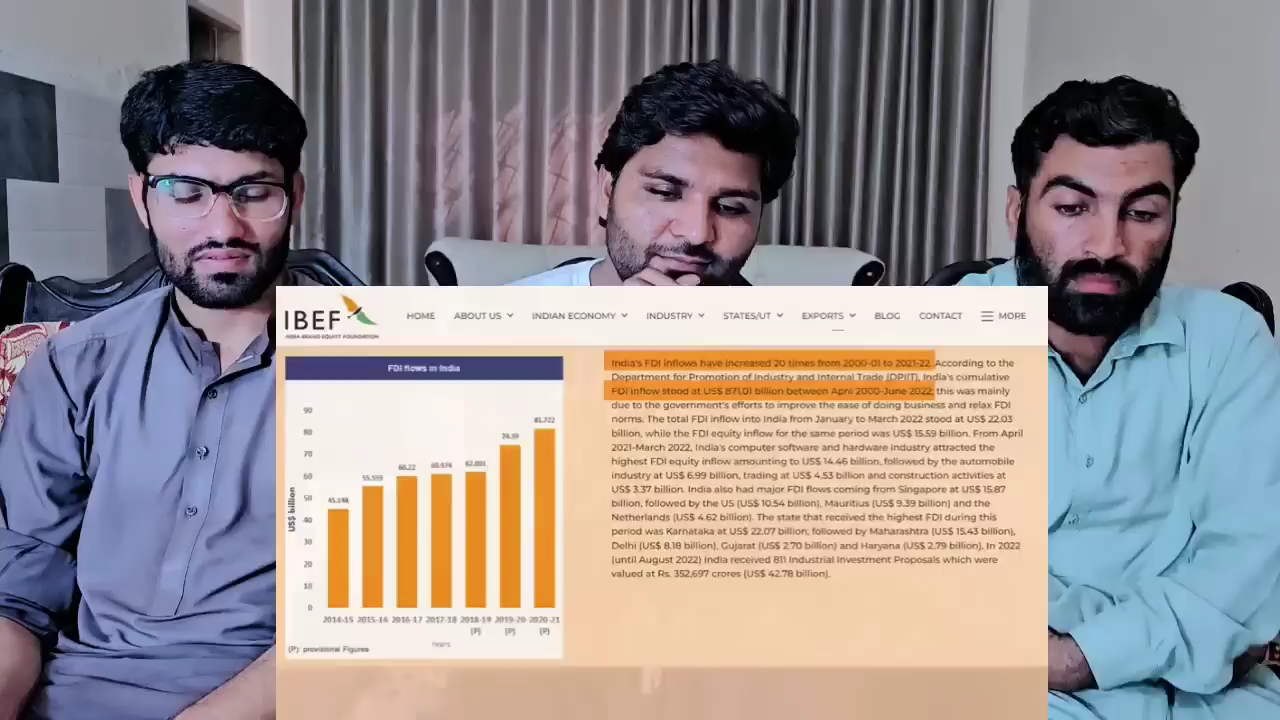 IBEF
INDIA BRAND EQUITY FOUNDATION
HOME ABOUT US INDIAN ECONOMY INDUSTRY STATES/UT EXPORTS BLOG CONTACT MORE
FDI flows in India
90
80
70
60
50
40
30
20
10
0
US$ billion
45.148
55.559
60.22
60.974
62.001
74.39
81.722
2014-15 2015-16 2016-17 2017-18 2018-19 2019-20 2020-21
(P) (P) (P)
Years
(P): provisional Figures
India's FDI inflows have increased 20 times from 2000-01 to 2021-22. According to the
Department for Promotion of Industry and Internal Trade (DPIIT), India's cumulative
FDI inflow stood at US$ 871.01 billion between April 2000-June 2022; this was mainly
due to the government's efforts to improve the ease of doing business and relax FDI
norms. The total FDI inflow into India from January to March 2022 stood at US$ 22.03
billion, while the FDI equity inflow for the same period was US$ 15.59 billion. From April
2021-March 2022, India's computer software and hardware industry attracted the
highest FDI equity inflow amounting to US$ 14.46 billion, followed by the automobile
industry at US$ 6.99 billion, trading at US$ 4.53 billion and construction activities at
US$ 3.37 billion. India also had major FDI flows coming from Singapore at US$ 15.87
billion, followed by the US (US$ 10.54 billion), Mauritius (US$ 9.39 billion) and the
Netherlands (US$ 4.62 billion). The state that received the highest FDI during this
period was Karnataka at US$ 22.07 billion, followed by Maharashtra (US$ 15.43 billion),
Delhi (US$ 8.18 billion), Gujarat (US$ 2.70 billion) and Haryana (US$ 2.79 billion). In 2022
(until August 2022) India received 811 Industrial Investment Proposals which were
valued at Rs. 352,697 crores (US$ 42.78 billion).